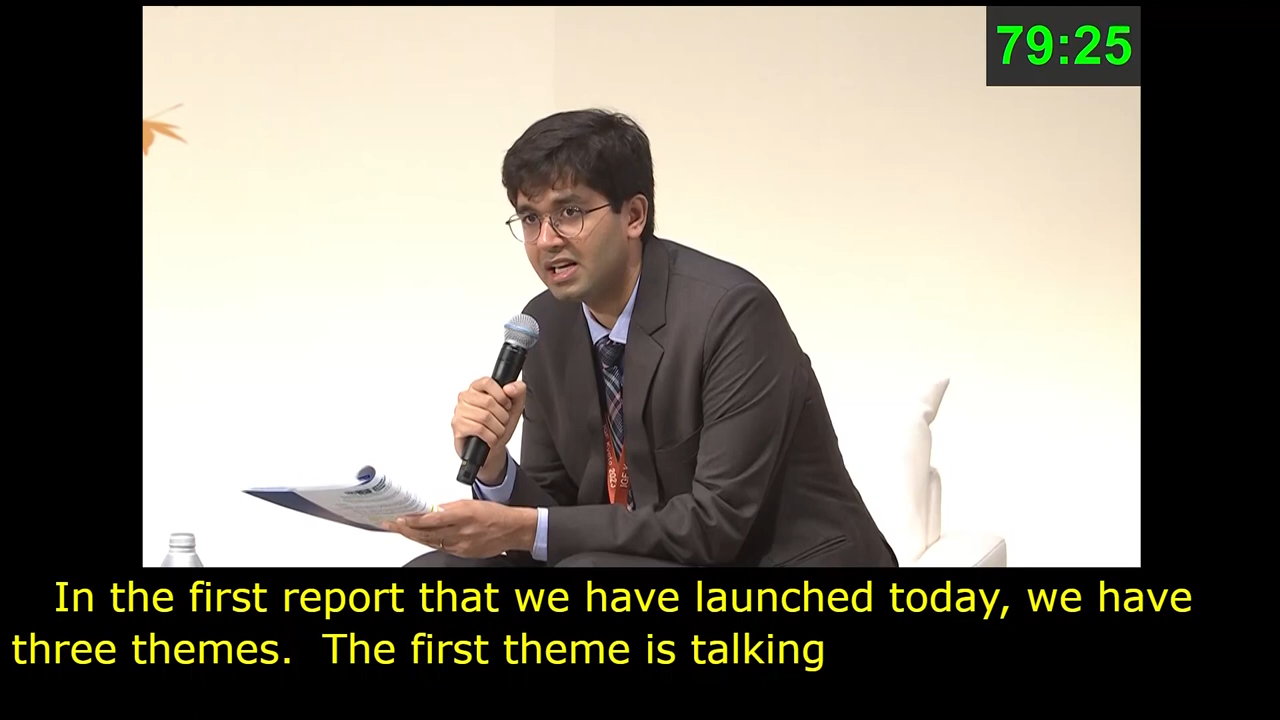 79:25
In the first report that we have launched today, we have
three themes.  The first theme is talking